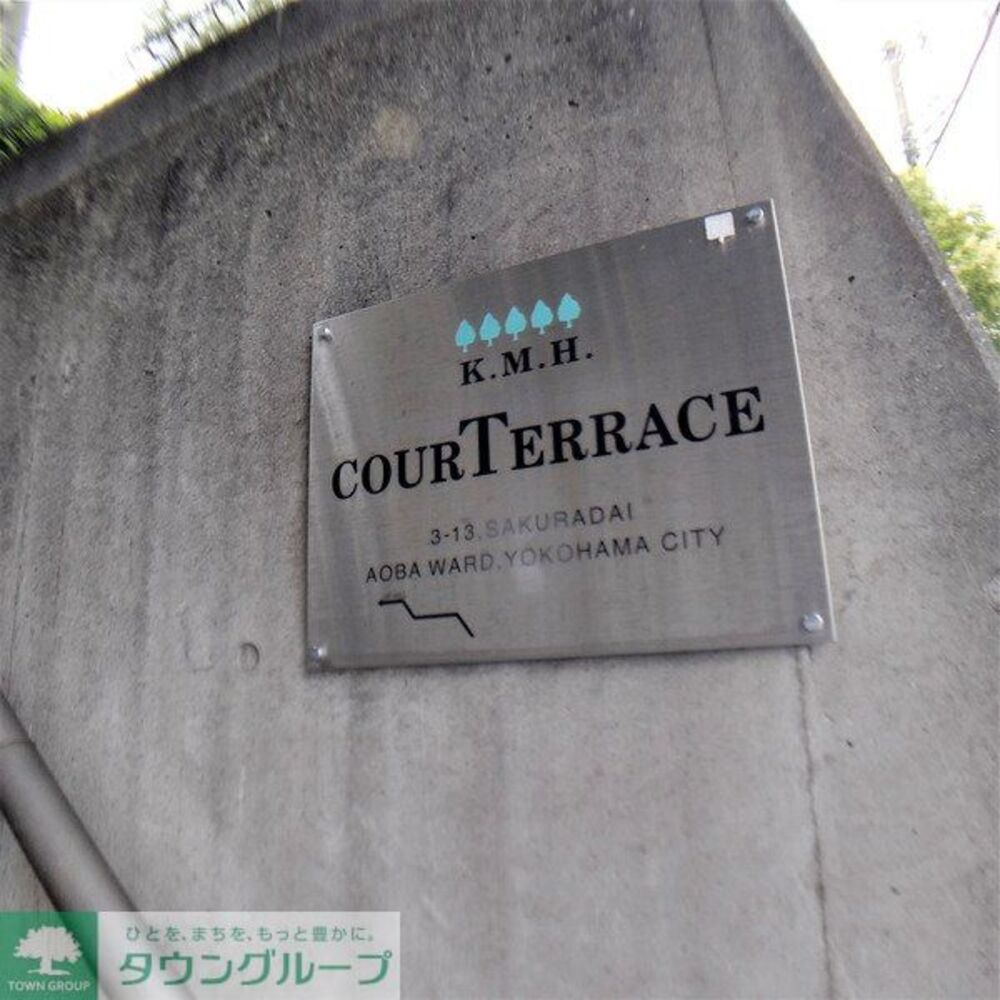 K.M.H.
COURTERRACE
3-13, SAKURADAI
AOBA WARD, YOKOHAMA CITY
ひとを、まちを、もっと豊かに。
タウングループ
TOWN GROUP